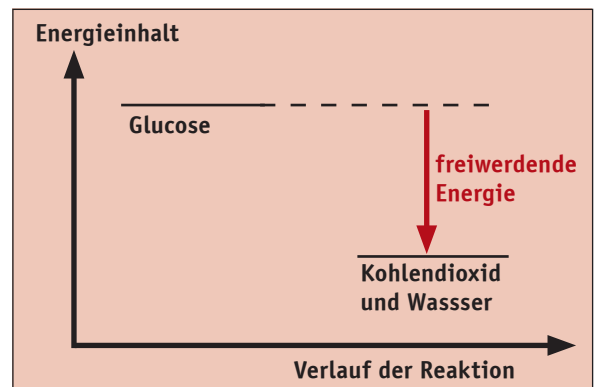 Energieinhalt
Glucose
freiwerdende
Energie
Kohlendioxid
und Wassser
Verlauf der Reaktion